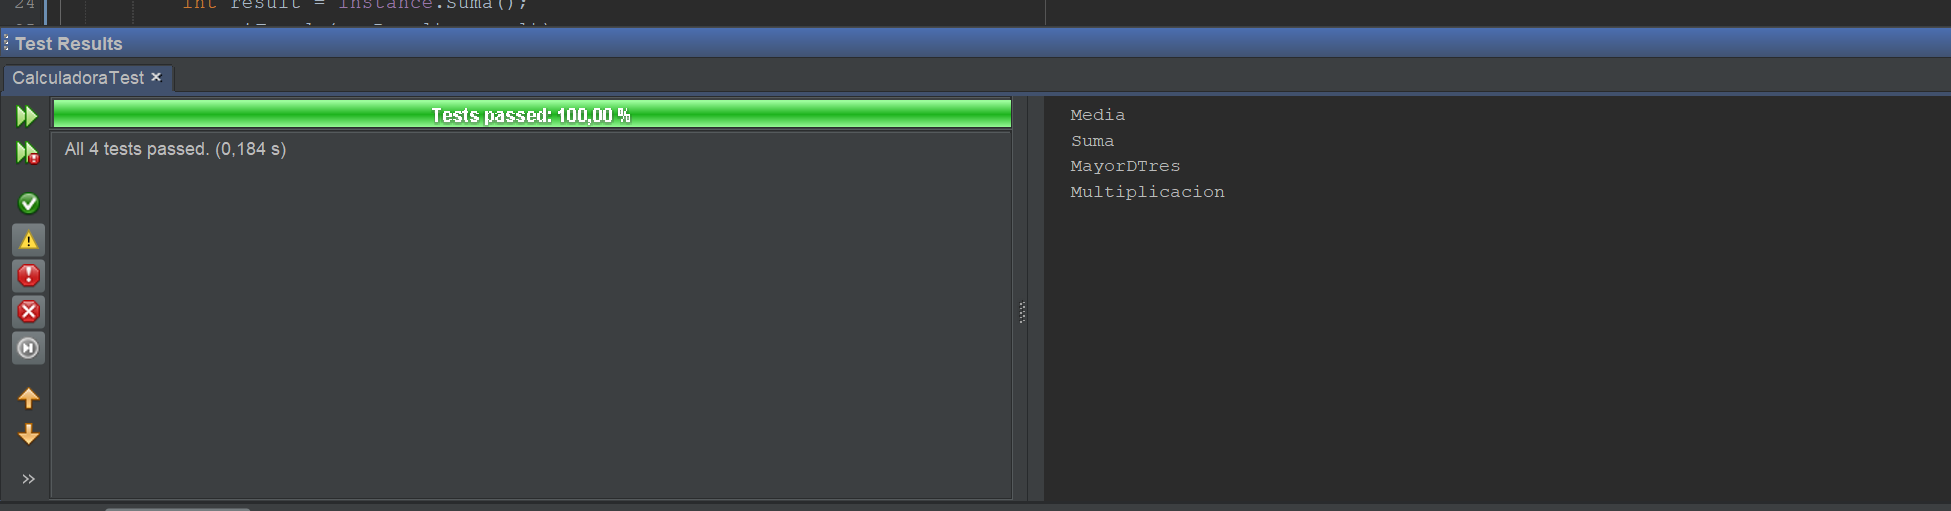 24 int result = instance.Suma();
Test Results
CalculadoraTest
Tests passed: 100,00 %
All 4 tests passed. (0,184 s)
Media
Suma
MayorDTres
Multiplicacion